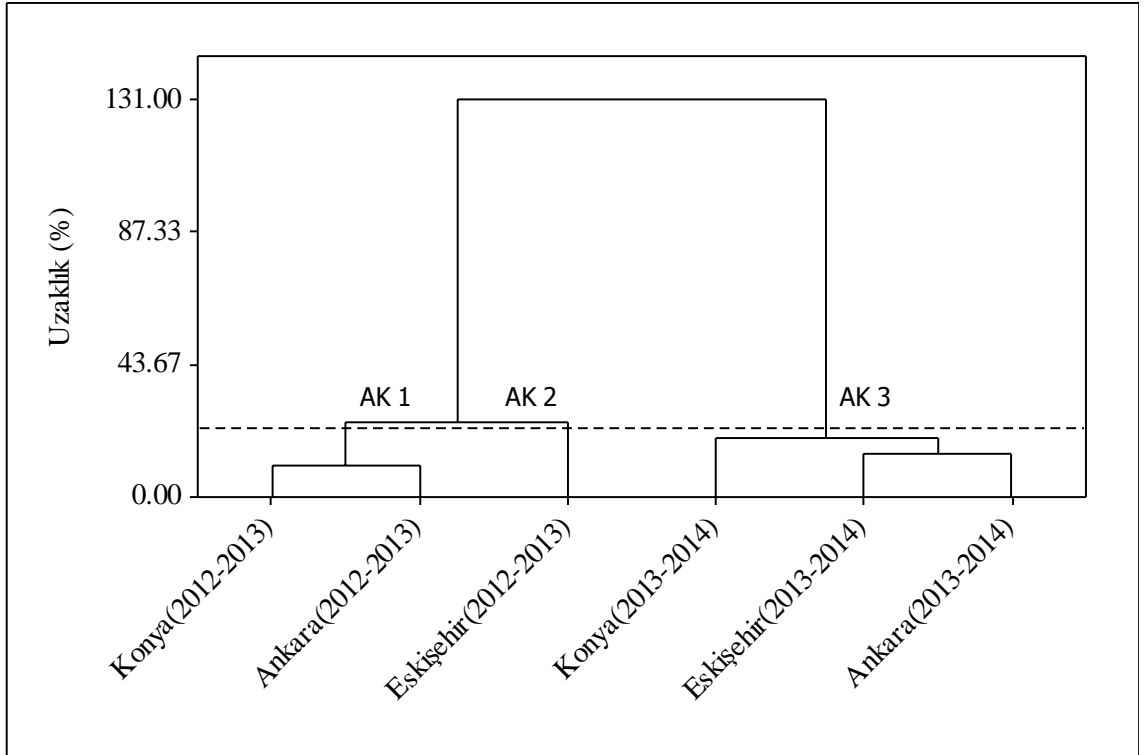 Uzaklık (%)
131.00
87.33
43.67
0.00
AK 1
AK 2
AK 3
Konya(2012-2013)
Ankara(2012-2013)
Eskişehir(2012-2013)
Konya(2013-2014)
Eskişehir(2013-2014)
Ankara(2013-2014)